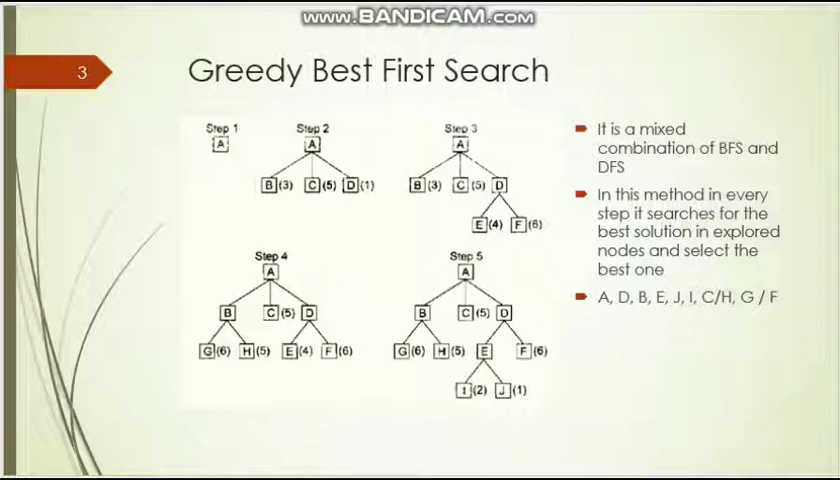 www.BANDICAM.com
3
Greedy Best First Search
Step 1
A
Step 2
A
B (3) C (5) D (1)
Step 3
A
B (3) C (5) D
E (4) F (6)
Step 4
A
B C (5) D
G (6) H (5) E (4) F (6)
Step 5
A
B C (5) D
G (6) H (5) E F (6)
I (2) J (1)
It is a mixed
combination of BFS and
DFS
In this method in every
step it searches for the
best solution in explored
nodes and select the
best one
A, D, B, E, J, I, C/H, G / F